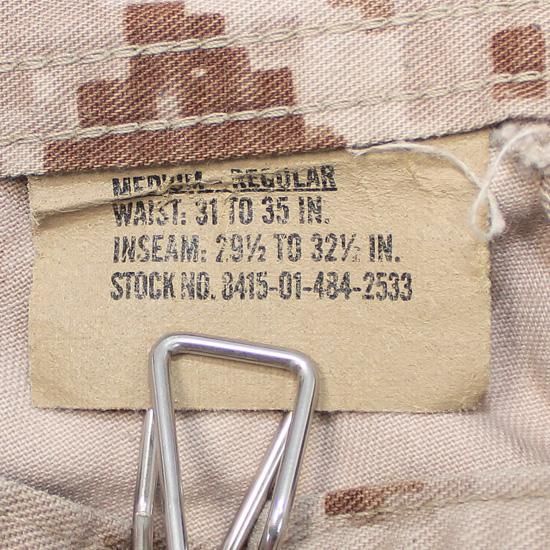 MEDIUM - REGULAR
WAIST: 31 TO 35 IN.
INSEAM: 29½ TO 32½ IN.
STOCK NO. 8415-01-484-2533